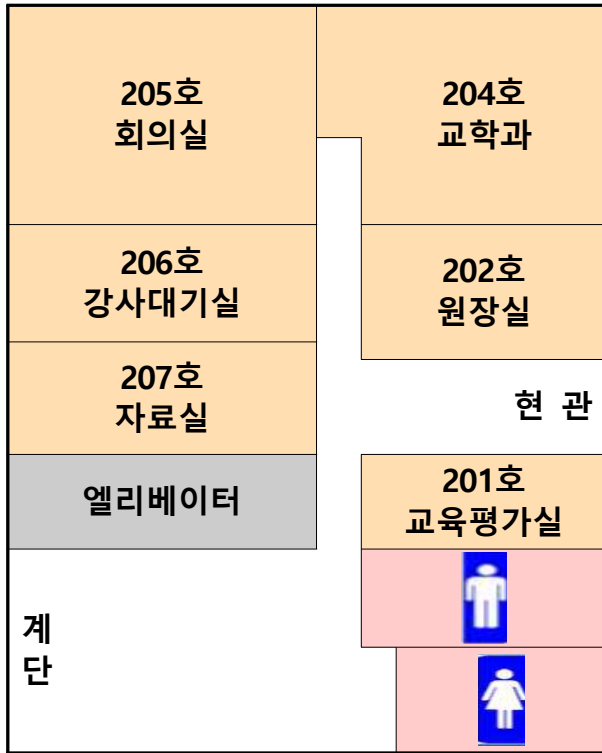 205호
회의실
204호
교학과
206호
강사대기실
202호
원장실
207호
자료실
현 관
엘리베이터
201호
교육평가실
계
단